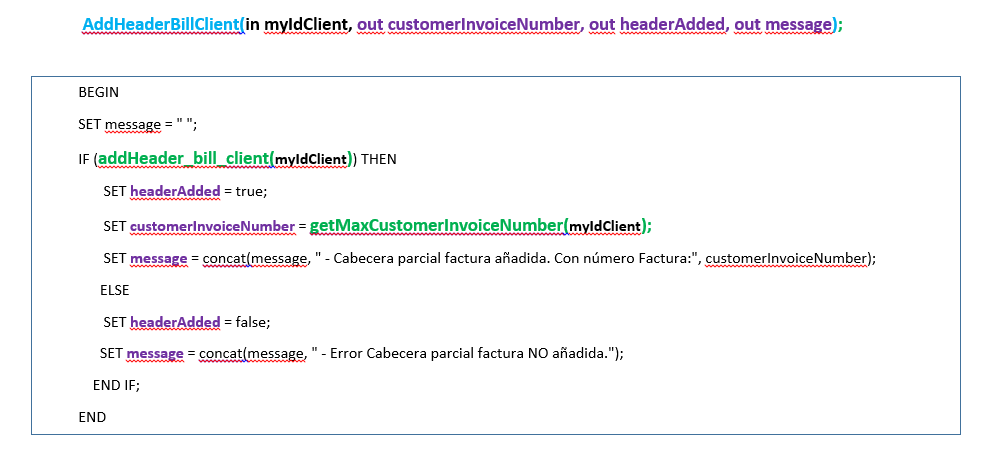 AddHeaderBillClient(in myIdClient, out customerInvoiceNumber, out headerAdded, out message);
BEGIN
SET message = " ";
IF (addHeader_bill_client(myIdClient)) THEN
SET headerAdded = true;
SET customerInvoiceNumber = getMaxCustomerInvoiceNumber(myIdClient);
SET message = concat(message, " - Cabecera parcial factura añadida. Con número Factura:", customerInvoiceNumber);
ELSE
SET headerAdded = false;
SET message = concat(message, " - Error Cabecera parcial factura NO añadida.");
END IF;
END